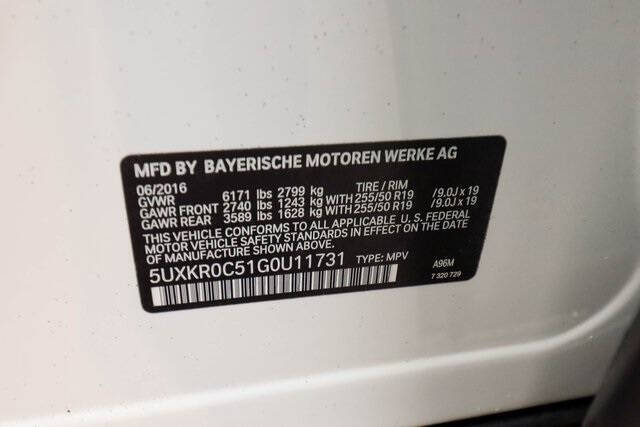 MFD BY BAYERISCHE MOTOREN WERKE AG
06/2016 TIRE / RIM
GVWR 6171 lbs 2799 kg
GAWR FRONT 2740 lbs 1243 kg WITH 255/50 R19 /9.0J x 19
GAWR REAR 3589 lbs 1628 kg WITH 255/50 R19 /9.0J x 19
THIS VEHICLE CONFORMS TO ALL APPLICABLE U. S. FEDERAL
MOTOR VEHICLE SAFETY STANDARDS IN EFFECT ON THE DATE
OF MANUFACTURE SHOWN ABOVE.
5UXKR0C51G0U11731 TYPE: MPV A96M
7 320 729